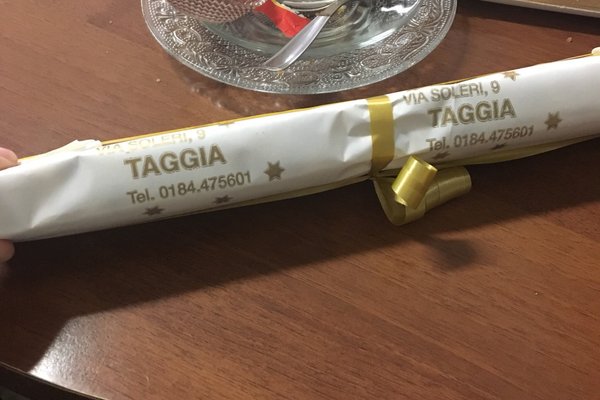 VIA SOLERI, 9
TAGGIA
Tel. 0184.475601
VIA SOLERI, 9
TAGGIA
Tel. 0184.475601